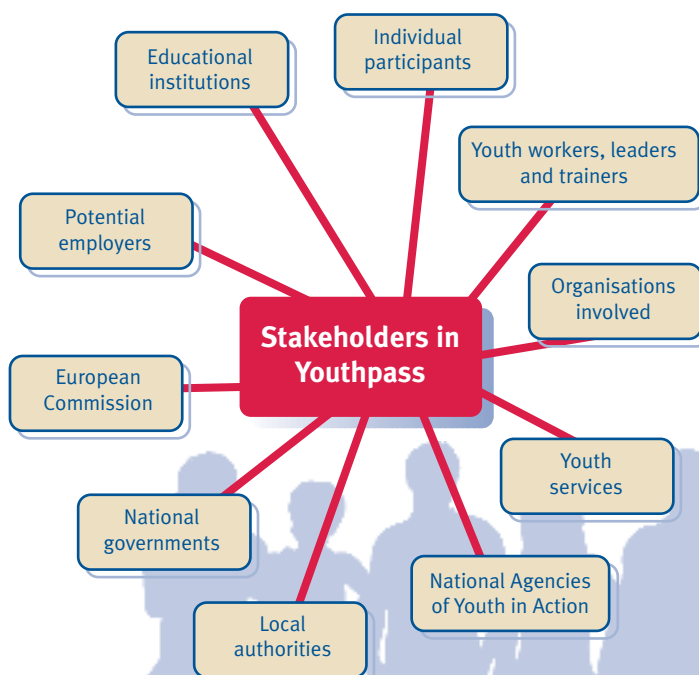 Individual
participants
Educational
institutions
Youth workers, leaders
and trainers
Potential
employers
Organisations
involved
Stakeholders in
Youthpass
European
Commission
Youth
services
National
governments
National Agencies
of Youth in Action
Local
authorities